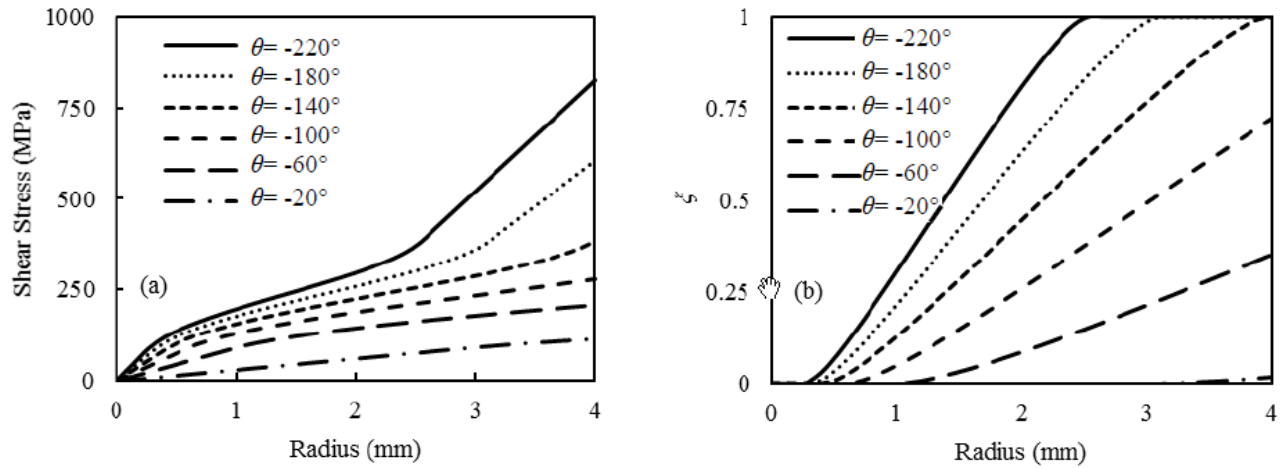 1000
750
500
250
0
Shear Stress (MPa)
θ= -220°
θ= -180°
θ= -140°
θ= -100°
θ= -60°
θ= -20°
(a)
0 1 2 3 4
Radius (mm)
1
0.75
0.5
0.25
0
ξ
θ= -220°
θ= -180°
θ= -140°
θ= -100°
θ= -60°
θ= -20°
(b)
0 1 2 3 4
Radius (mm)